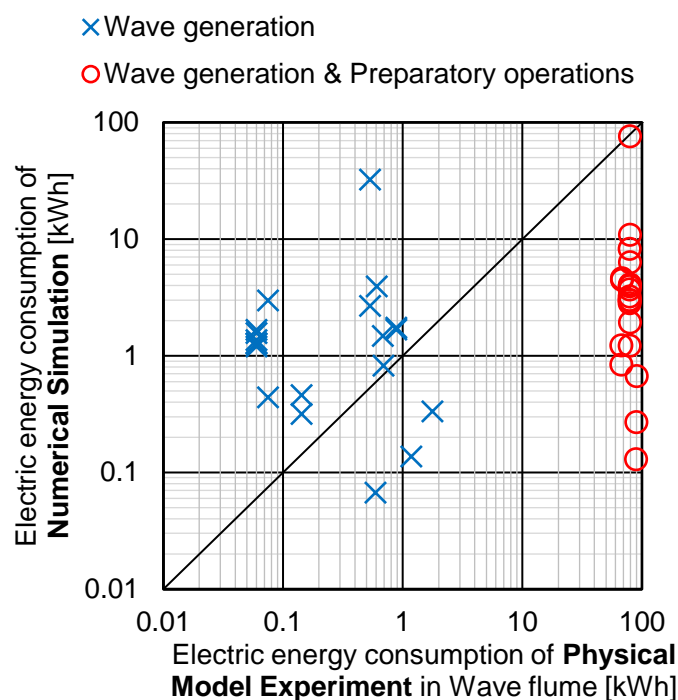 Wave generation
Wave generation & Preparatory operations
Electric energy consumption of
Numerical Simulation [kWh]
100
10
1
0.1
0.01
0.01 0.1 1 10 100
Electric energy consumption of Physical
Model Experiment in Wave flume [kWh]